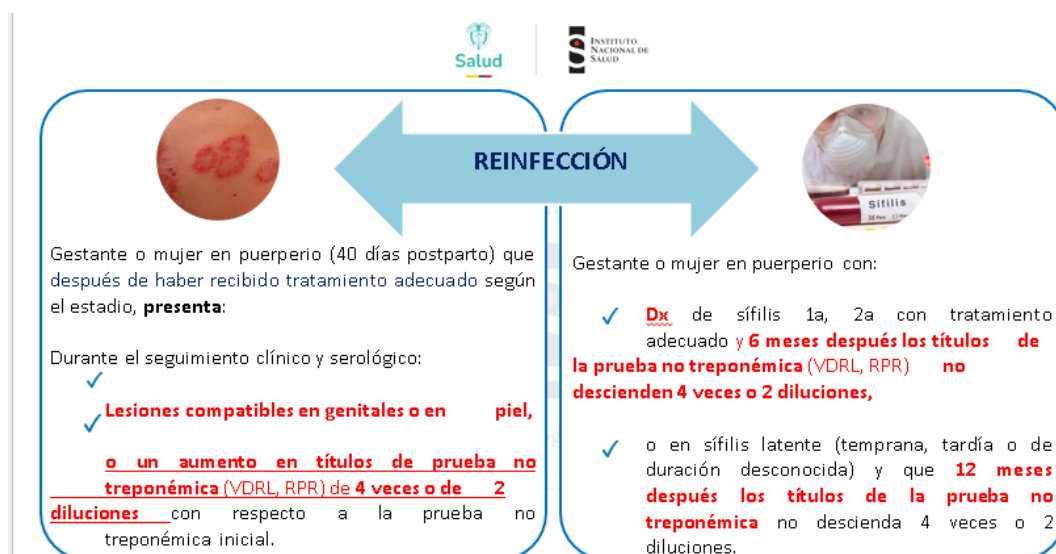 Salud
INSTITUTO
NACIONAL DE
SALUD
REINFECCIÓN
Sífilis
Pos.
Gestante o mujer en puerperio (40 días postparto) que
después de haber recibido tratamiento adecuado según
el estadio, presenta:
Durante el seguimiento clínico y serológico:
Lesiones compatibles en genitales o en piel,
o un aumento en títulos de prueba no
treponémica (VDRL, RPR) de 4 veces o de 2
diluciones con respecto a la prueba no
treponémica inicial.
Gestante o mujer en puerperio con:
Dx de sífilis 1a, 2a con tratamiento
adecuado y 6 meses después los títulos de
la prueba no treponémica (VDRL, RPR) no
descienden 4 veces o 2 diluciones,
o en sífilis latente (temprana, tardía o de
duración desconocida) y que 12 meses
después los títulos de la prueba no
treponémica no descienda 4 veces o 2
diluciones.